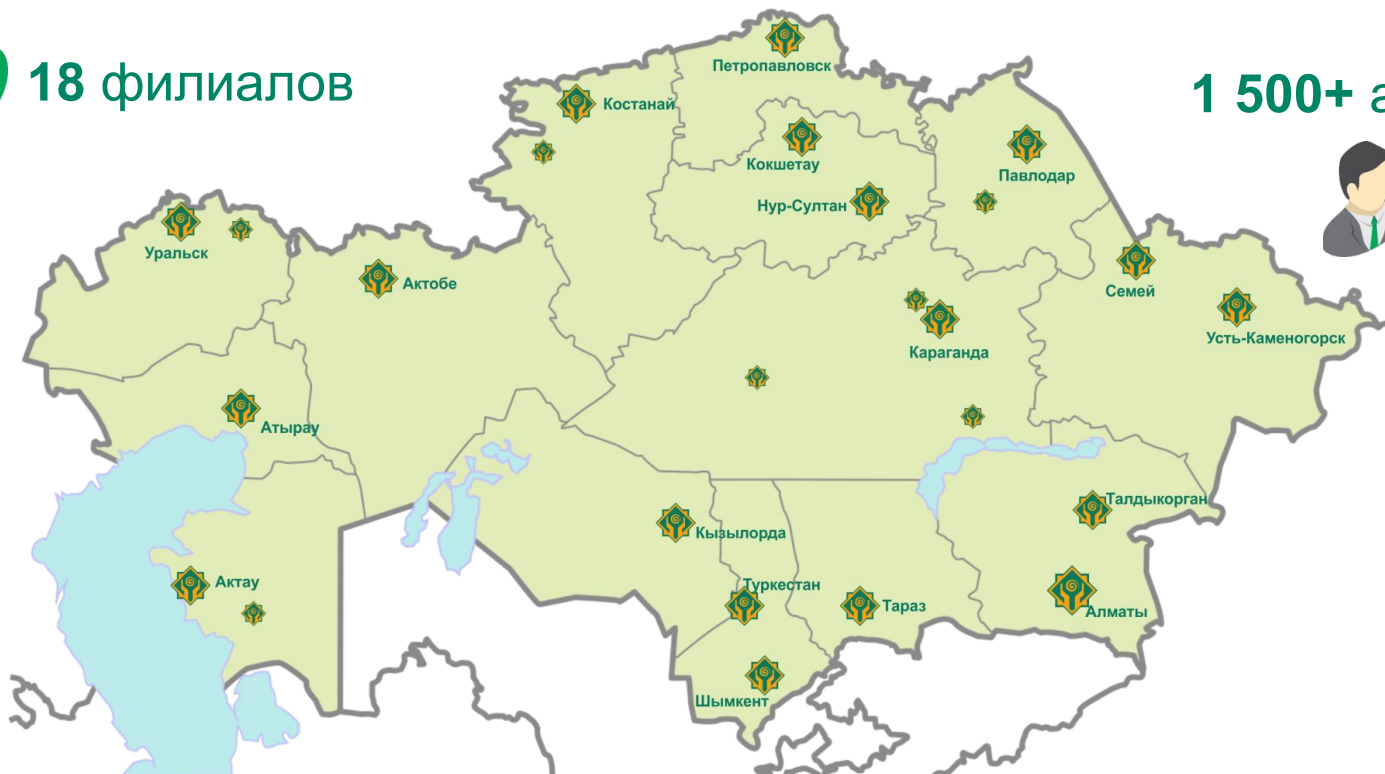 18 филиалов
1 500+
Петропавловск
Костанай
Кокшетау
Павлодар
Нур-Султан
Уральск
Актобе
Семей
Усть-Каменогорск
Караганда
Атырау
Талдыкорган
Кызылорда
Актау
Туркестан
Тараз
Алматы
Шымкент